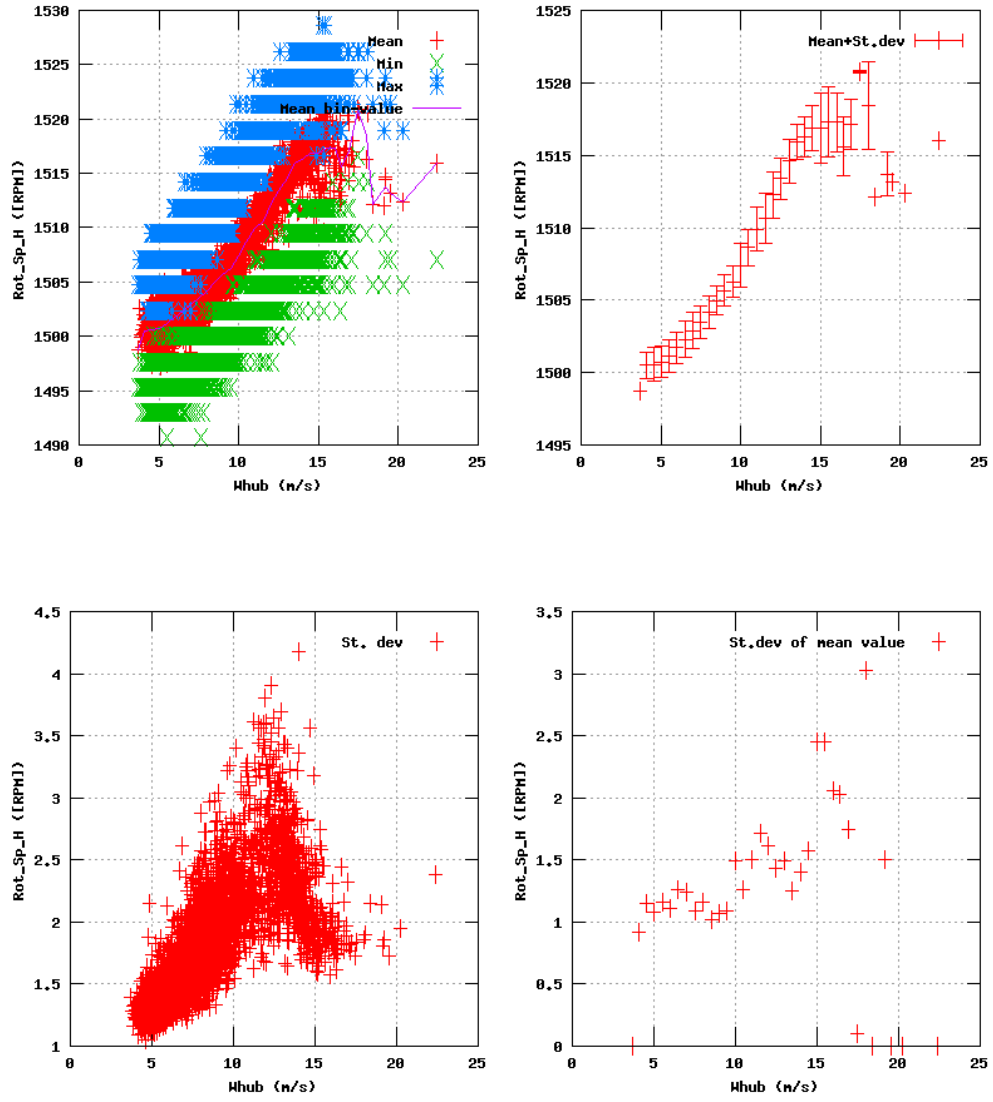 1530
1525
1520
1515
1510
1505
1500
1495
1490
Rot_Sp_H ([RPM])
Mean
Min
Max
Mean bin-value
0 5 10 15 20 25
Whub (m/s)
1525
1520
1515
1510
1505
1500
1495
Rot_Sp_H ([RPM])
Mean+St.dev
0 5 10 15 20 25
Whub (m/s)
4.5
4
3.5
3
2.5
2
1.5
1
Rot_Sp_H ([RPM])
St. dev
0 5 10 15 20 25
Whub (m/s)
3.5
3
2.5
2
1.5
1
0.5
0
Rot_Sp_H ([RPM])
St.dev of mean value
0 5 10 15 20 25
Whub (m/s)